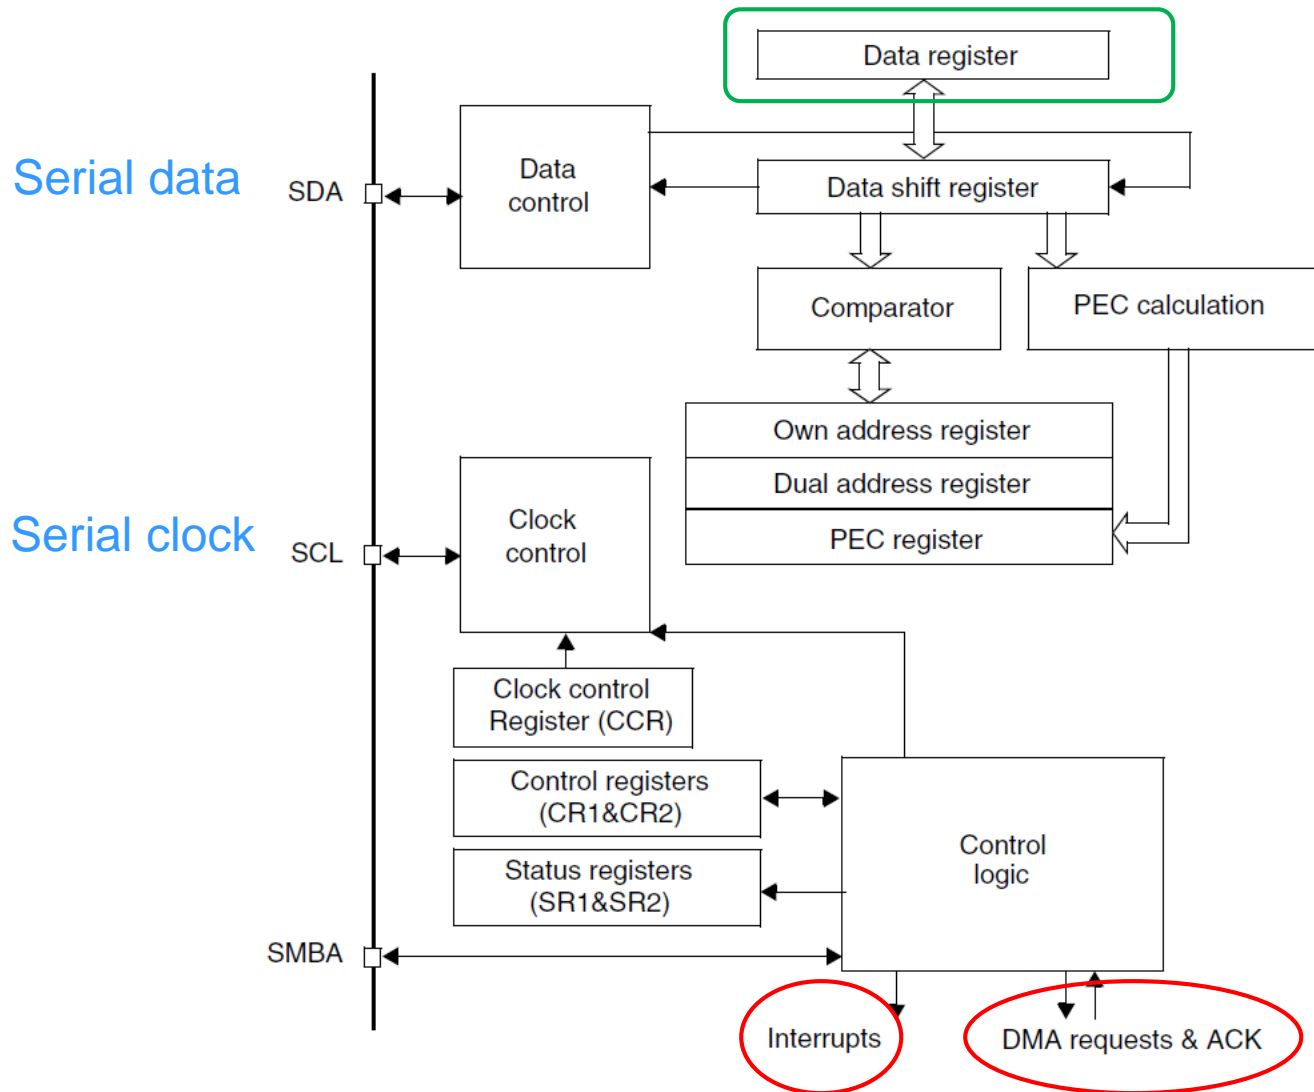 Data register
Serial data
SDA
Data
control
Data shift register
Comparator
PEC calculation
Own address register
Dual address register
PEC register
Serial clock
SCL
Clock
control
Clock control
Register (CCR)
Control registers
(CR1&CR2)
Status registers
(SR1&SR2)
Control
logic
SMBA
Interrupts
DMA requests & ACK